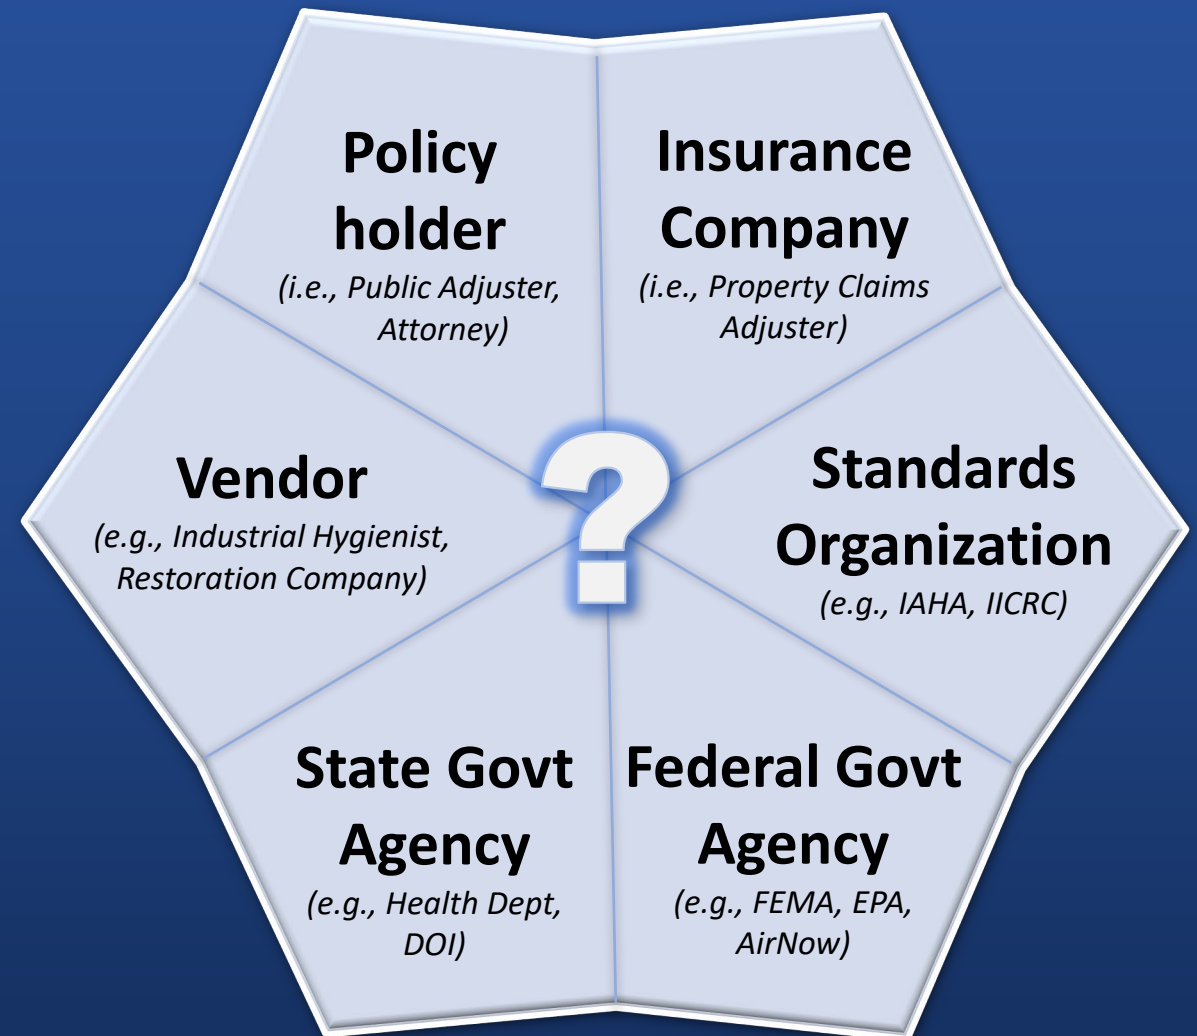 Policy
holder
(i.e., Public Adjuster,
Attorney)
Insurance
Company
(i.e., Property Claims
Adjuster)
Vendor
(e.g., Industrial Hygienist,
Restoration Company)
?
Standards
Organization
(e.g., IAHA, IICRC)
State Govt
Agency
(e.g., Health Dept,
DOI)
Federal Govt
Agency
(e.g., FEMA, EPA,
AirNow)